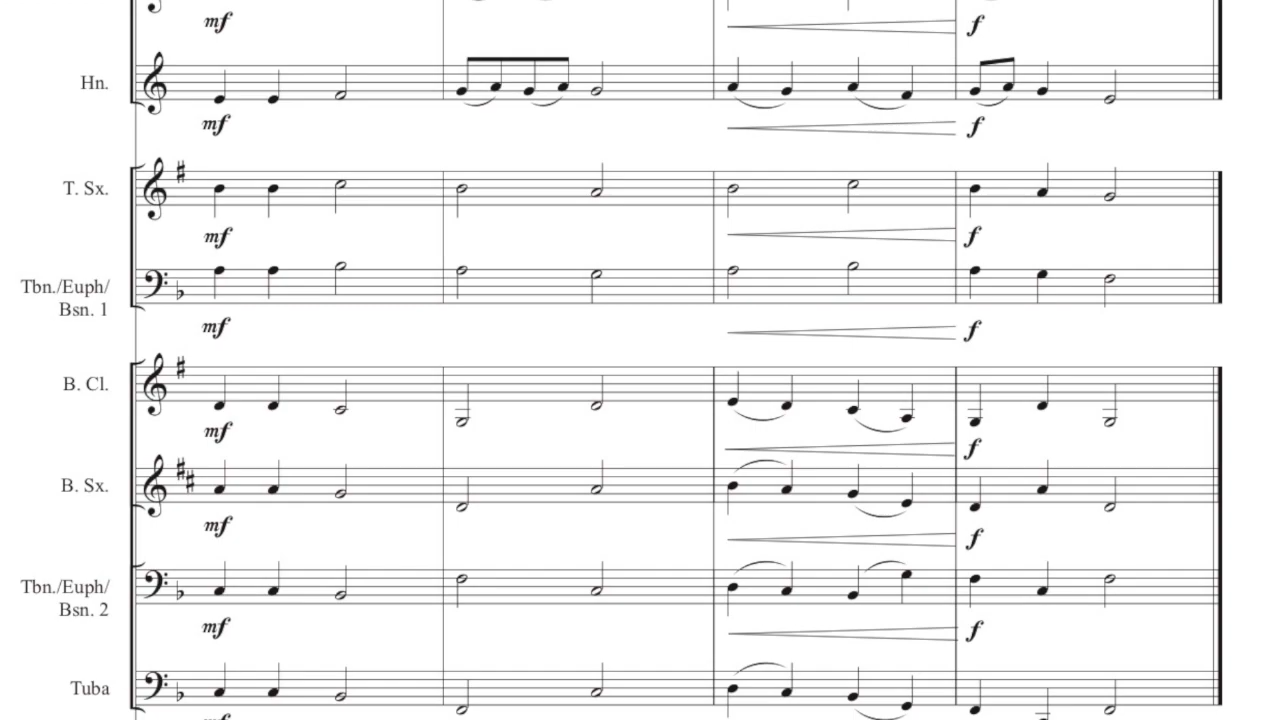 mf
f
Hn.
mf
f
T. Sx.
mf
f
Tbn./Euph/
Bsn. 1
mf
f
B. Cl.
mf
f
B. Sx.
mf
f
Tbn./Euph/
Bsn. 2
mf
f
Tuba
mf